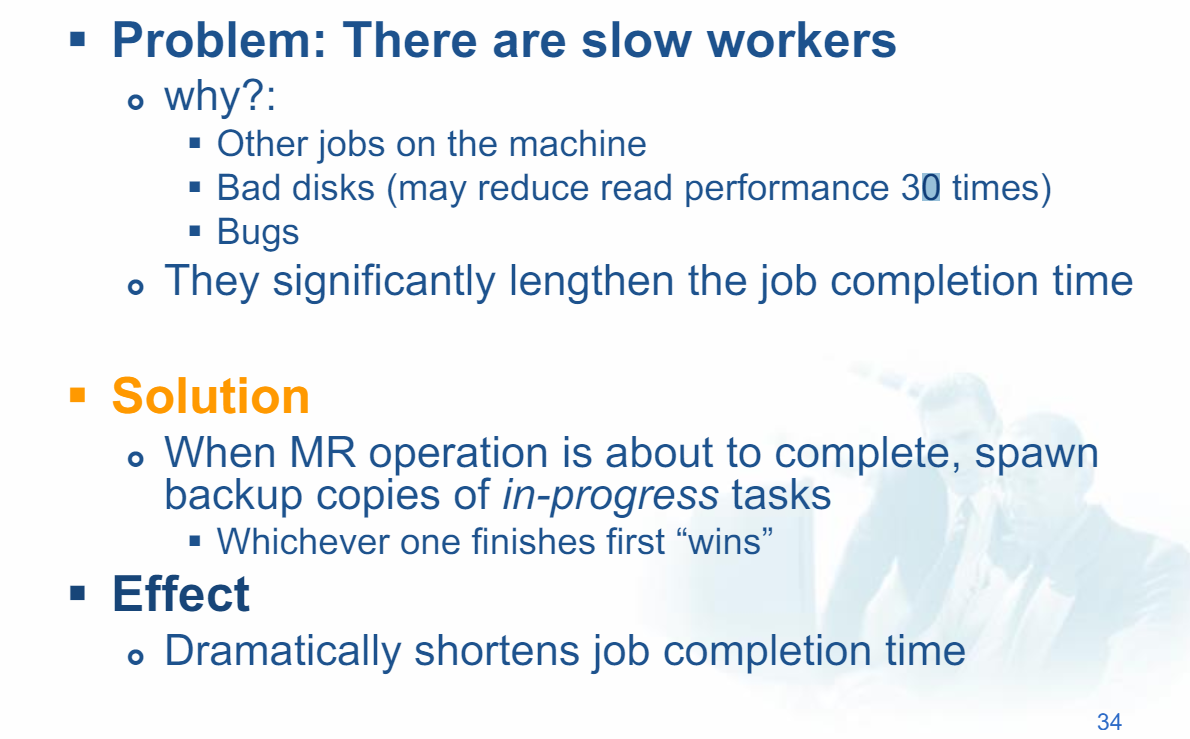 Problem: There are slow workers
why?:
Other jobs on the machine
Bad disks (may reduce read performance 30 times)
Bugs
They significantly lengthen the job completion time
Solution
When MR operation is about to complete, spawn
backup copies of in-progress tasks
Whichever one finishes first “wins”
Effect
Dramatically shortens job completion time
34